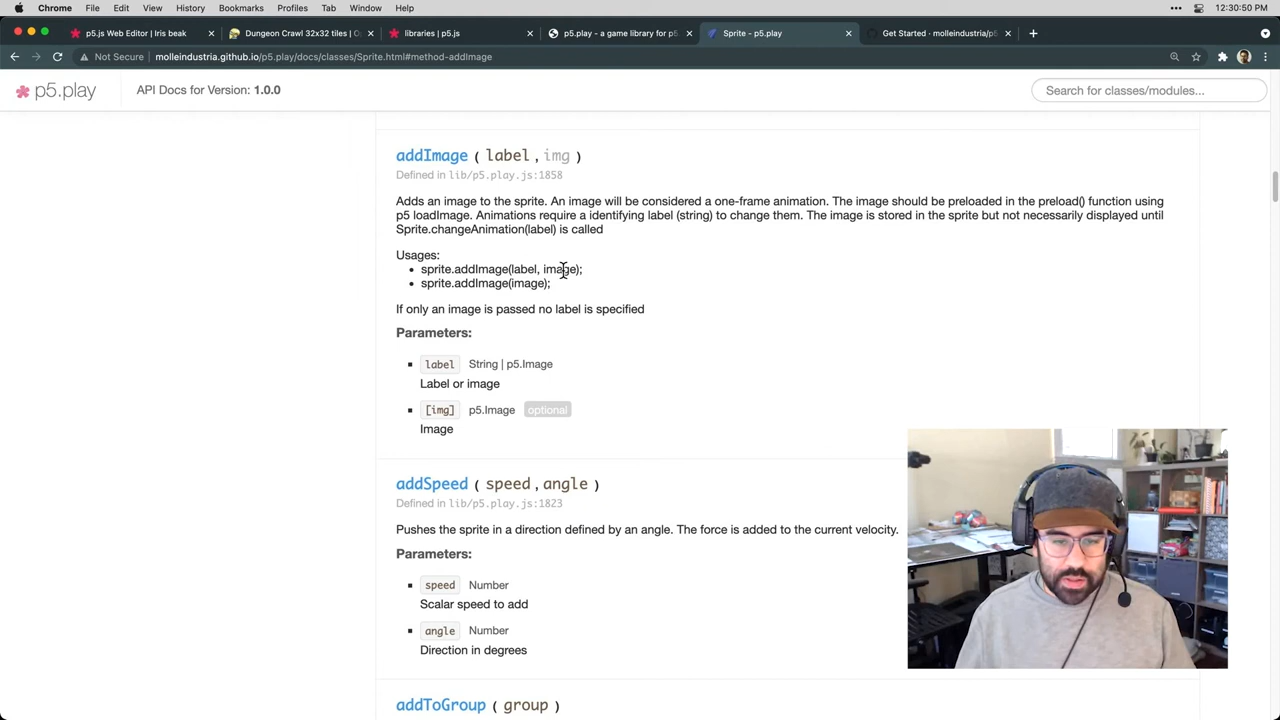 Chrome File Edit View History Bookmarks Profiles Tab Window Help 12:30:50 PM
p5.js Web Editor | Iris beak
Dungeon Crawl 32x32 tiles | O
libraries | p5.js
p5.play - a game library for p5
Sprite - p5.play
Get Started · molleindustria/p5
Not Secure molleindustria.github.io/p5.play/docs/classes/Sprite.html#method-addImage
p5.play API Docs for Version: 1.0.0 Search for classes/modules...
addImage ( label , img )
Defined in lib/p5.play.js:1858
Adds an image to the sprite. An image will be considered a one-frame animation. The image should be preloaded in the preload() function using
p5 loadImage. Animations require a identifying label (string) to change them. The image is stored in the sprite but not necessarily displayed until
Sprite.changeAnimation(label) is called
Usages:
• sprite.addImage(label, image);
• sprite.addImage(image);
If only an image is passed no label is specified
Parameters:
label String | p5.Image
Label or image
[img] p5.Image optional
Image
addSpeed ( speed , angle )
Defined in lib/p5.play.js:1823
Pushes the sprite in a direction defined by an angle. The force is added to the current velocity.
Parameters:
speed Number
Scalar speed to add
angle Number
Direction in degrees
addToGroup ( group )